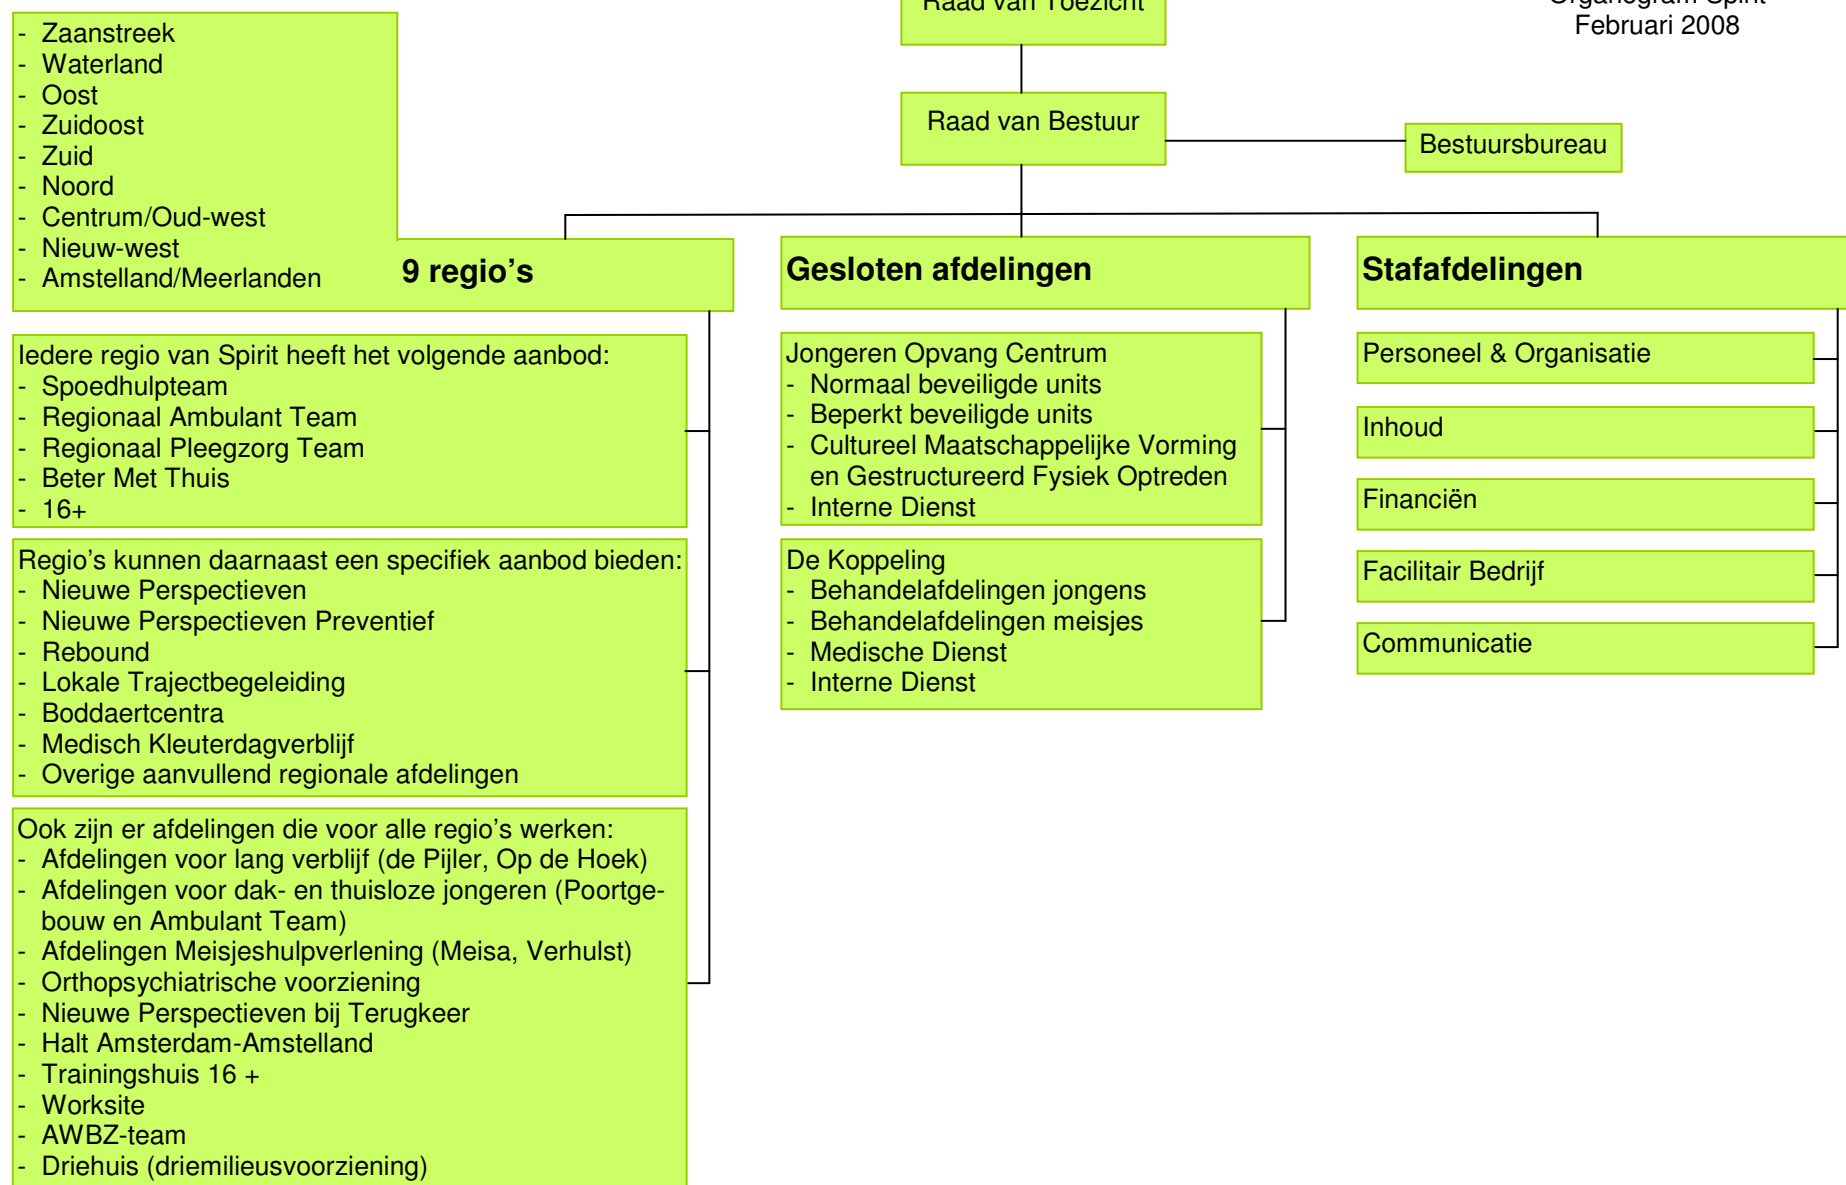 Raad van Toezicht
Organogram Spirit
Februari 2008
- Zaanstreek
- Waterland
- Oost
- Zuidoost
- Zuid
- Noord
- Centrum/Oud-west
- Nieuw-west
- Amstelland/Meerlanden
Raad van Bestuur
Bestuursbureau
9 regio's
Iedere regio van Spirit heeft het volgende aanbod:
- Spoedhulpteam
- Regionaal Ambulant Team
- Regionaal Pleegzorg Team
- Beter Met Thuis
- 16+
Regio's kunnen daarnaast een specifiek aanbod bieden:
- Nieuwe Perspectieven
- Nieuwe Perspectieven Preventief
- Rebound
- Lokale Trajectbegeleiding
- Boddaertcentra
- Medisch Kleuterdagverblijf
- Overige aanvullend regionale afdelingen
Ook zijn er afdelingen die voor alle regio's werken:
- Afdelingen voor lang verblijf (de Pijler, Op de Hoek)
- Afdelingen voor dak- en thuisloze jongeren (Poortge-
bouw en Ambulant Team)
- Afdelingen Meisjeshulpverlening (Meisa, Verhulst)
- Orthopsychiatrische voorziening
- Nieuwe Perspectieven bij Terugkeer
- Halt Amsterdam-Amstelland
- Trainingshuis 16 +
- Worksite
- AWBZ-team
- Driehuis (driemilieusvoorziening)
Gesloten afdelingen
Jongeren Opvang Centrum
- Normaal beveiligde units
- Beperkt beveiligde units
- Cultureel Maatschappelijke Vorming
en Gestructureerd Fysiek Optreden
- Interne Dienst
De Koppeling
- Behandelafdelingen jongens
- Behandelafdelingen meisjes
- Medische Dienst
- Interne Dienst
Stafafdelingen
Personeel & Organisatie
Inhoud
Financiën
Facilitair Bedrijf
Communicatie